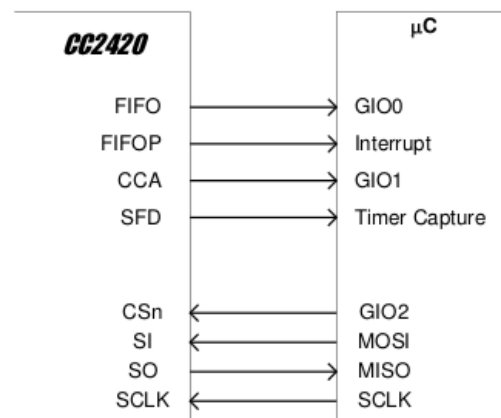 CC2420 μC
FIFO GIO0
FIFOP Interrupt
CCA GIO1
SFD Timer Capture
CSn GIO2
SI MOSI
SO MISO
SCLK SCLK